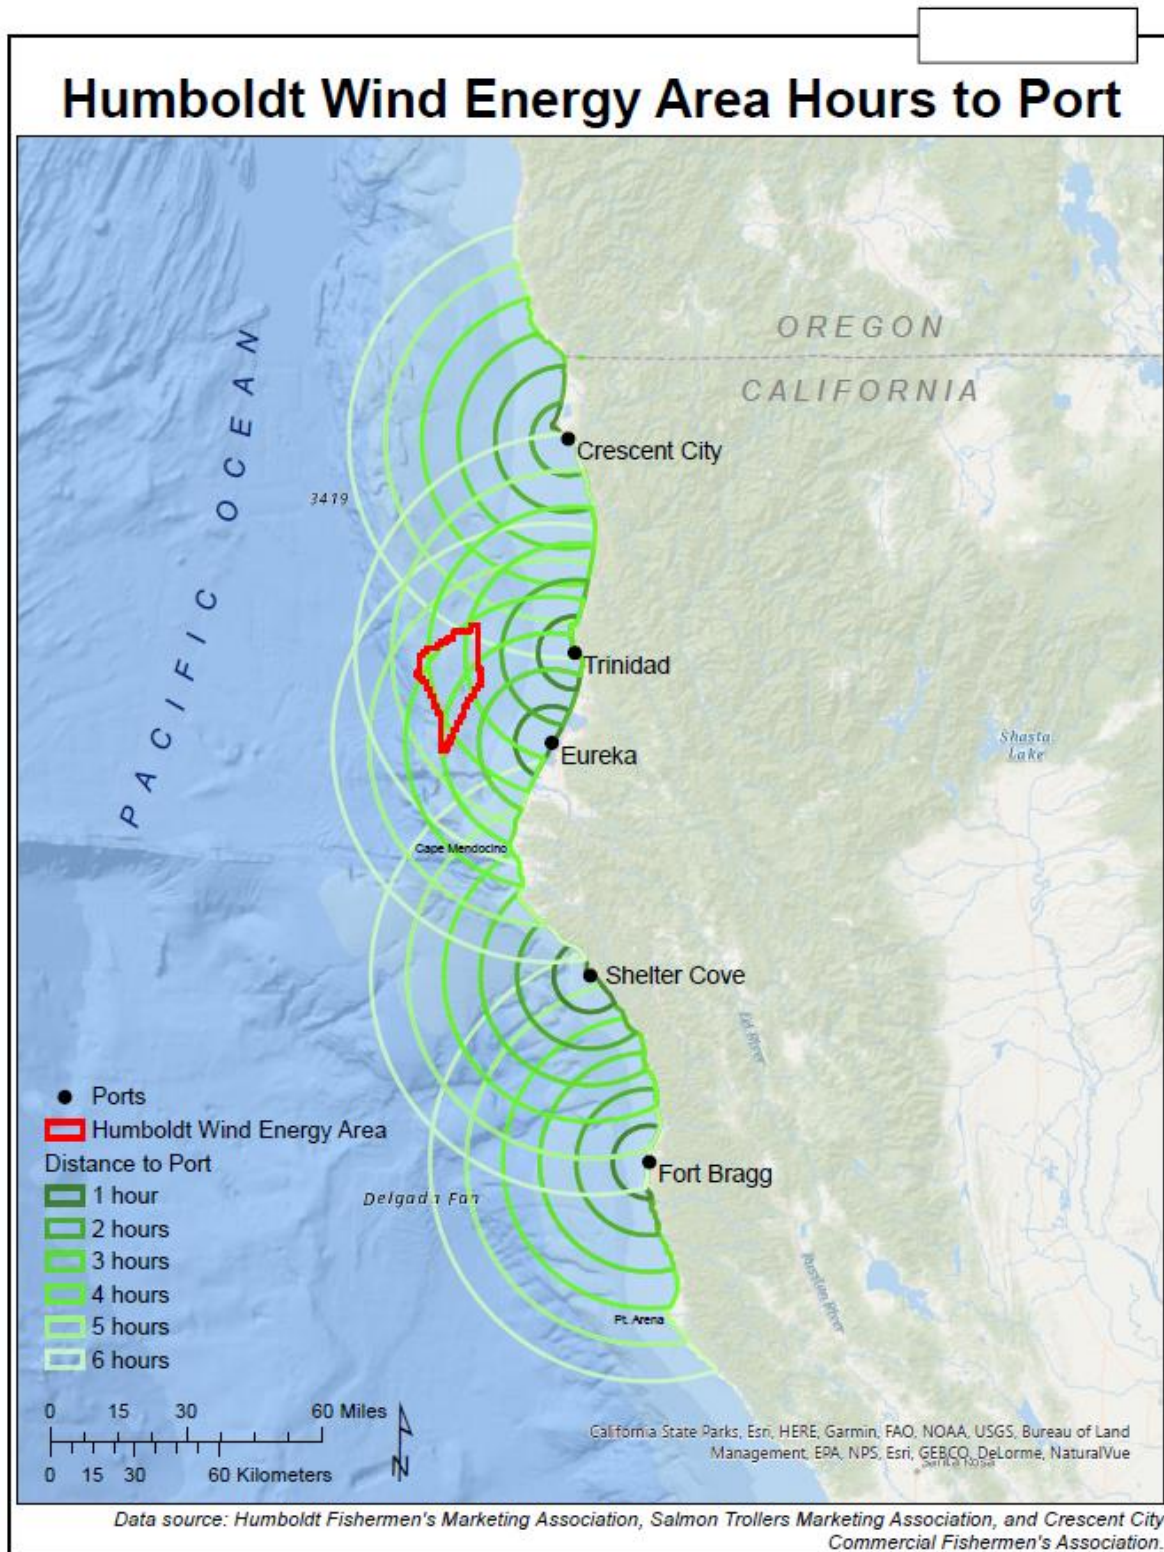 Humboldt Wind Energy Area Hours to Port
OREGON
CALIFORNIA
PACIFIC OCEAN
3419
Crescent City
Trinidad
Eureka
Shasta
Lake
Cape Mendocino
Shelter Cove
Eel River
Fort Bragg
Delgada Fan
Russian River
Pt. Arena
Ports
Humboldt Wind Energy Area
Distance to Port
1 hour
2 hours
3 hours
4 hours
5 hours
6 hours
0 15 30 60 Miles
0 15 30 60 Kilometers
N
California State Parks, Esri, HERE, Garmin, FAO, NOAA, USGS, Bureau of Land
Management, EPA, NPS, Esri, GEBCO, DeLorme, NaturalVue
Santa Rosa
Data source: Humboldt Fishermen's Marketing Association, Salmon Trollers Marketing Association, and Crescent City
Commercial Fishermen's Association.